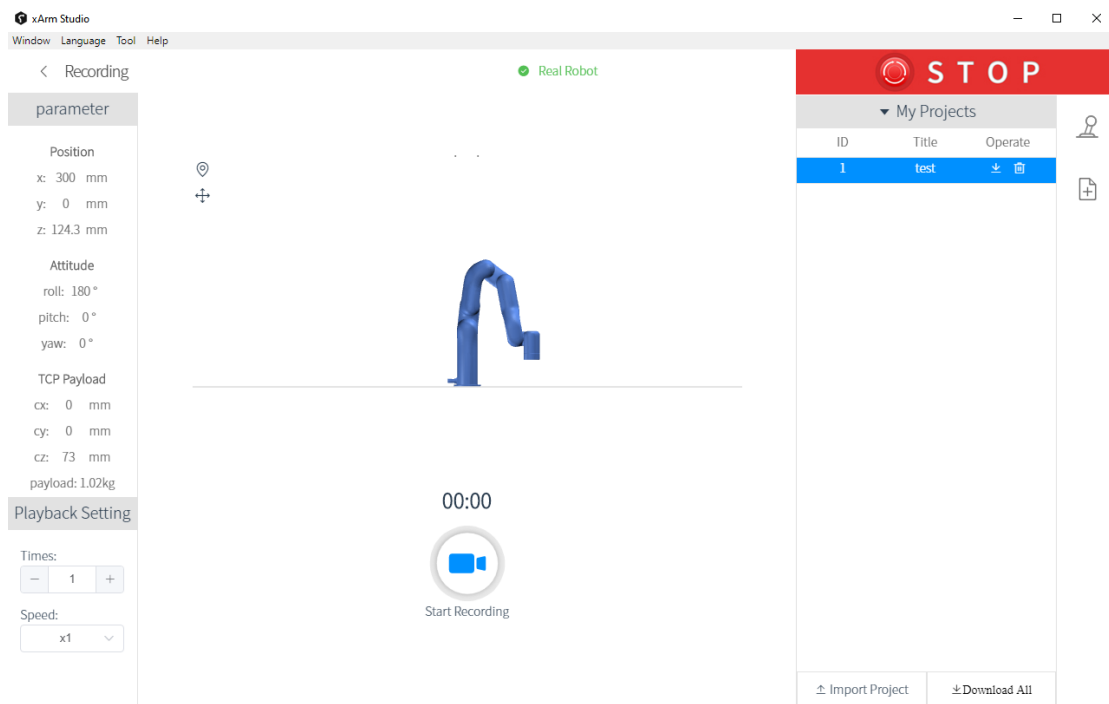 xArm Studio
Window Language Tool Help
Recording
Real Robot
STOP
parameter
My Projects
ID Title Operate
1 test
Position
x: 300 mm
y: 0 mm
z: 124.3 mm
Attitude
roll: 180°
pitch: 0°
yaw: 0°
TCP Payload
cx: 0 mm
cy: 0 mm
cz: 73 mm
payload: 1.02kg
Playback Setting
Times:
− 1 +
Speed:
x1
00:00
Start Recording
Import Project
Download All